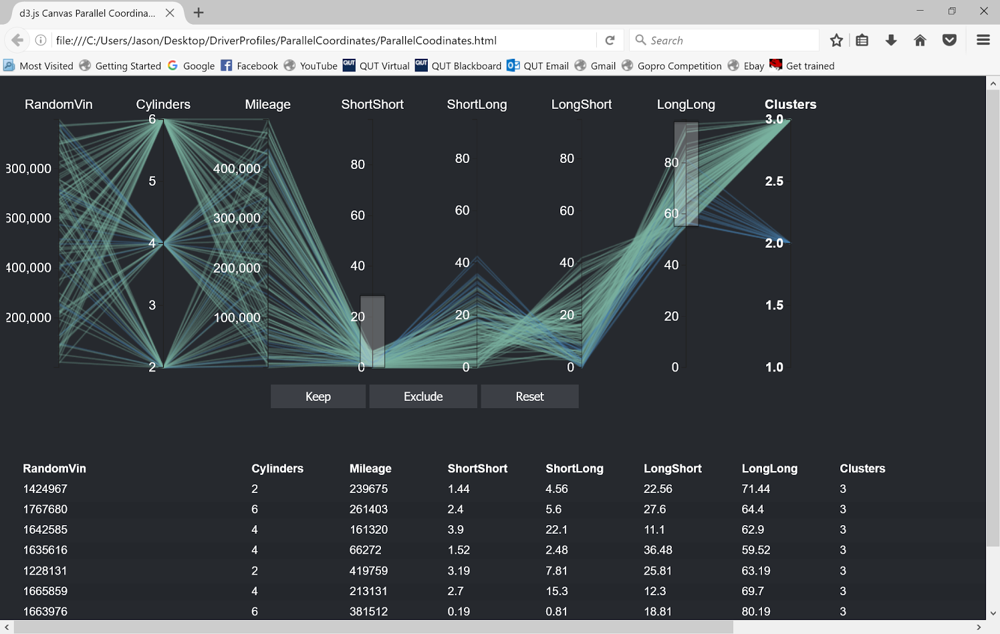 d3.js Canvas Parallel Coordina...
file:///C:/Users/Jason/Desktop/DriverProfiles/ParallelCoordinates/ParallelCoodinates.html
Search
Most Visited Getting Started Google Facebook YouTube QUT QUT Virtual QUT QUT Blackboard QUT Email Gmail Gopro Competition Ebay Get trained
RandomVin Cylinders Mileage ShortShort ShortLong LongShort LongLong Clusters
6 3.0
80 80
800,000 400,000 80 80
5 2.5
60 60 60
600,000 300,000 60
4 2.0
400,000 200,000 40 40 40 40
3 1.5
200,000 100,000 20 20 20 20
2 0 0 0 0 1.0
Keep Exclude Reset
RandomVin Cylinders Mileage ShortShort ShortLong LongShort LongLong Clusters
1424967 2 239675 1.44 4.56 22.56 71.44 3
1767680 6 261403 2.4 5.6 27.6 64.4 3
1642585 4 161320 3.9 22.1 11.1 62.9 3
1635616 4 66272 1.52 2.48 36.48 59.52 3
1228131 2 419759 3.19 7.81 25.81 63.19 3
1665859 4 213131 2.7 15.3 12.3 69.7 3
1663976 6 381512 0.19 0.81 18.81 80.19 3